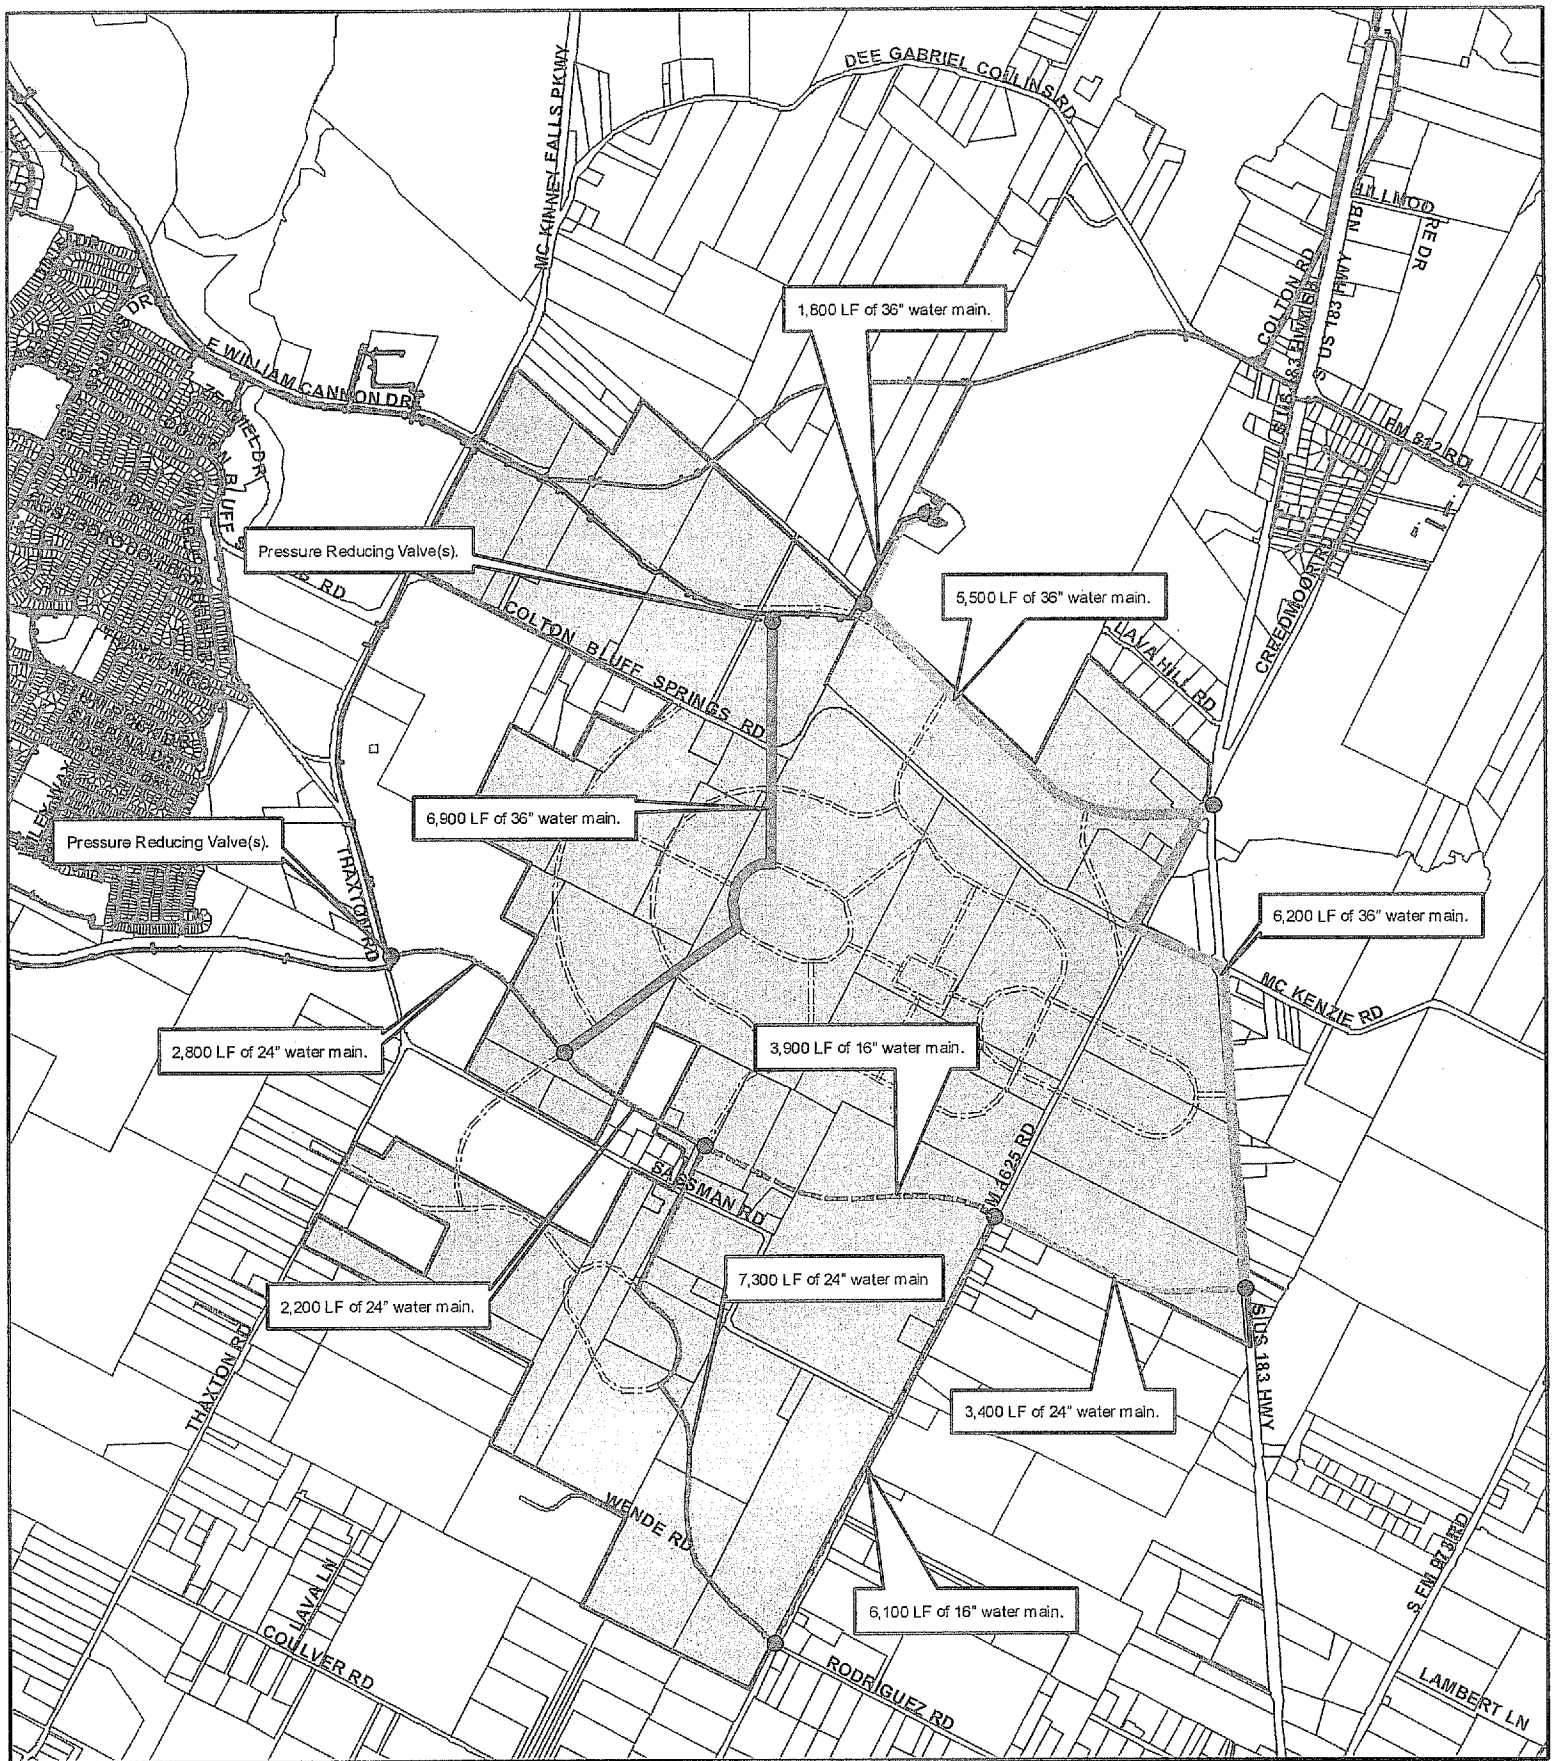 MC KINNEY FALLS PKWY
DEE GABRIEL COLLINS RD
COLTON RD
S US 183 HWY NB
1,800 LF of 36" water main.
DR
E WILLIAM CANNON DR
FM 812 RD
Pressure Reducing Valve(s).
RD
5,500 LF of 36" water main.
COLTON BLUFF SPRINGS RD
LAVA HILL RD
CREEDMOOR RD
6,900 LF of 36" water main.
Pressure Reducing Valve(s).
THAXTON RD
6,200 LF of 36" water main.
MC KENZIE RD
2,800 LF of 24" water main.
3,900 LF of 16" water main.
FM 1625 RD
SASSMAN RD
7,300 LF of 24" water main
2,200 LF of 24" water main.
S US 183 HWY
THAXTON RD
3,400 LF of 24" water main.
WENDE RD
S FM 973 RD
LIAVA LN
6,100 LF of 16" water main.
COULVER RD
RODRIGUEZ RD
LAMBERT LN